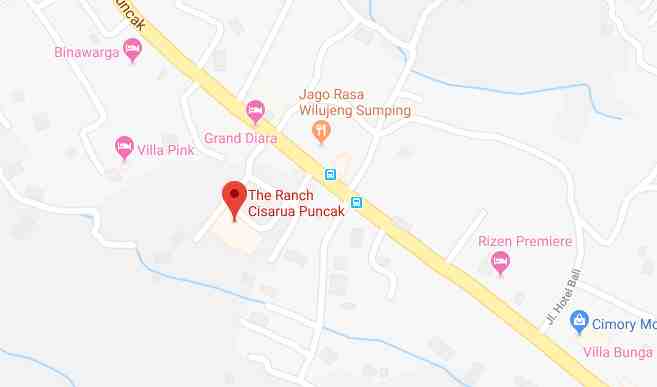 Puncak
Binawarga
Jago Rasa
Wilujeng Sumping
Grand Diara
Villa Pink
The Ranch
Cisarua Puncak
Rizen Premiere
Jl. Hotel Bali
Cimory Mo
Villa Bunga